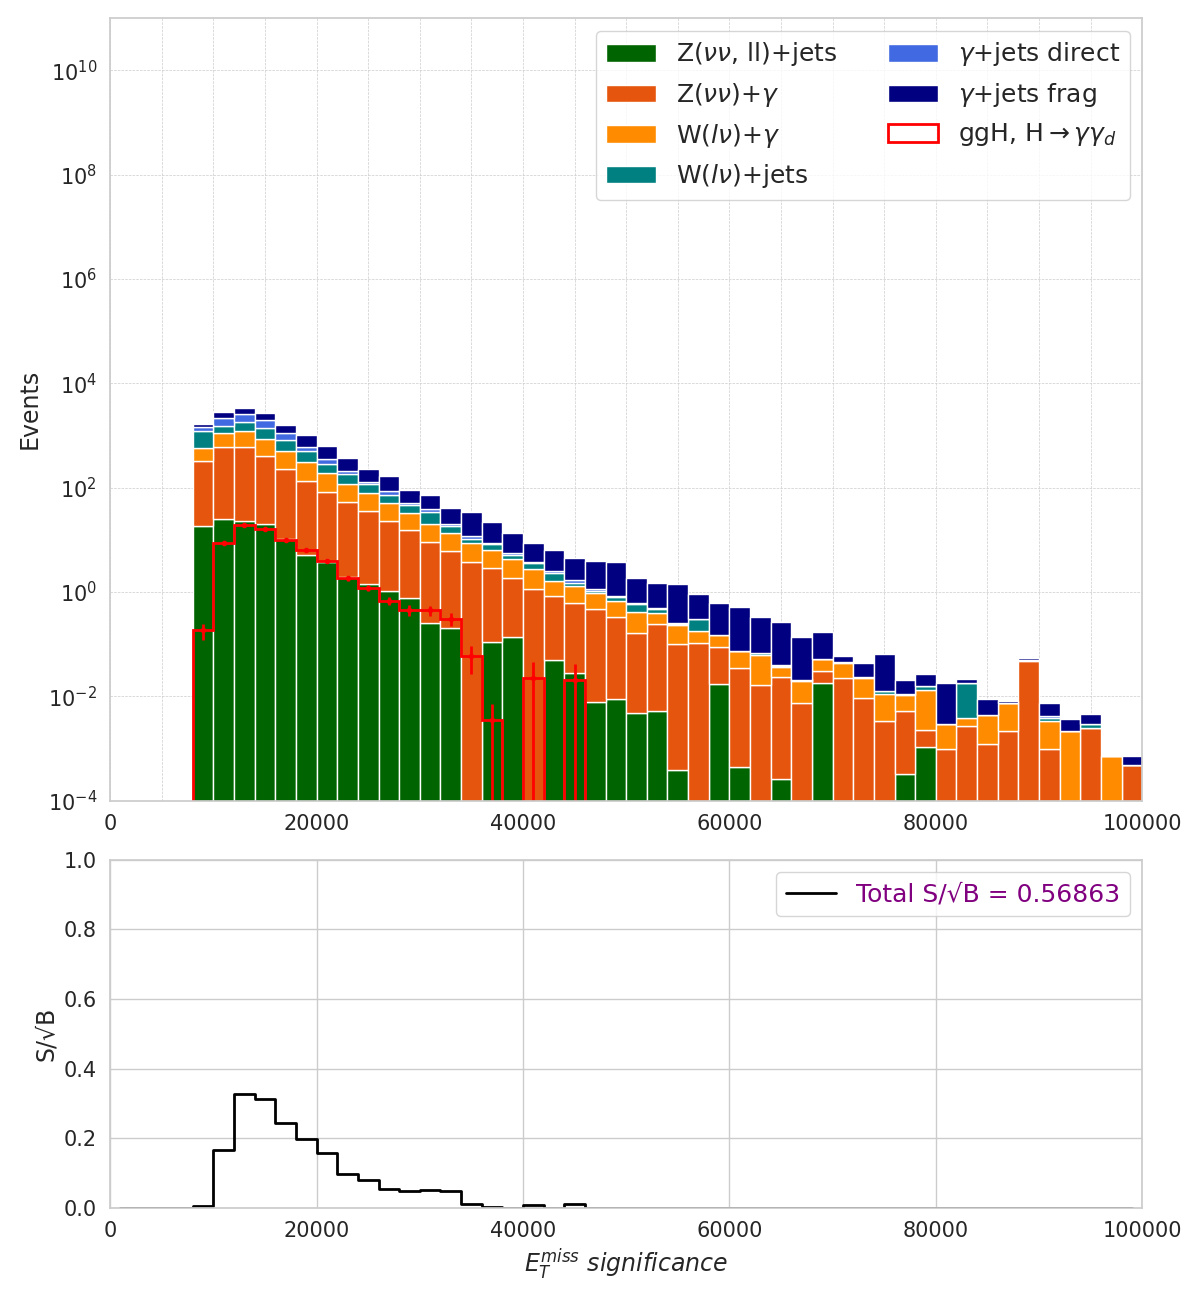 Z(νν, ll)+jets
Z(νν)+γ
W(lν)+γ
W(lν)+jets
γ+jets direct
γ+jets frag
ggH, H→γγ_d
Events
10^10
10^8
10^6
10^4
10^2
10^0
10^−2
10^−4
0 20000 40000 60000 80000 100000
Total S/√B = 0.56863
S/√B
1.0
0.8
0.6
0.4
0.2
0.0
0 20000 40000 60000 80000 100000
E_T^miss significance